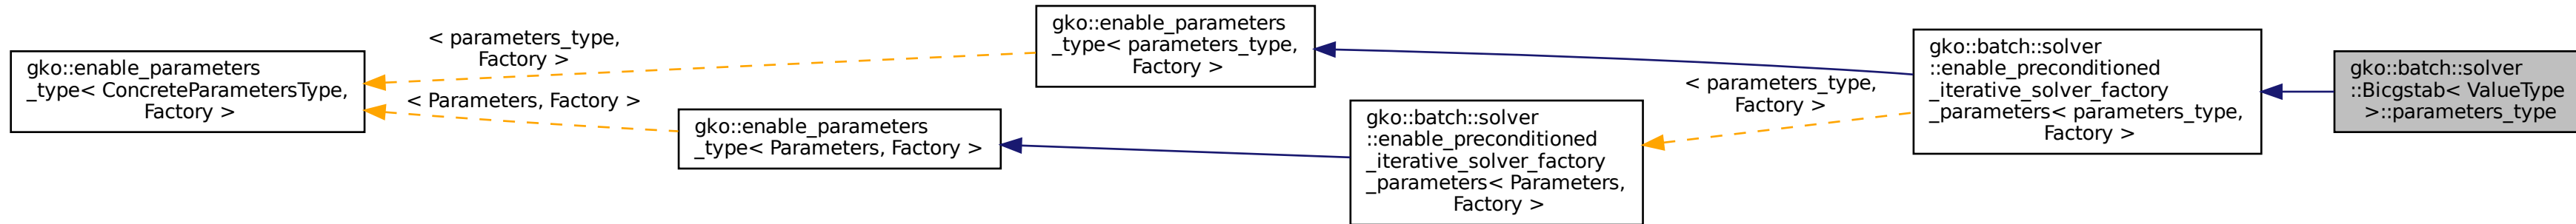 gko::enable_parameters
_type< ConcreteParametersType,
Factory >
< parameters_type,
Factory >
< Parameters, Factory >
gko::enable_parameters
_type< parameters_type,
Factory >
gko::enable_parameters
_type< Parameters, Factory >
gko::batch::solver
::enable_preconditioned
_iterative_solver_factory
_parameters< Parameters,
Factory >
< parameters_type,
Factory >
gko::batch::solver
::enable_preconditioned
_iterative_solver_factory
_parameters< parameters_type,
Factory >
gko::batch::solver
::Bicgstab< ValueType
>::parameters_type